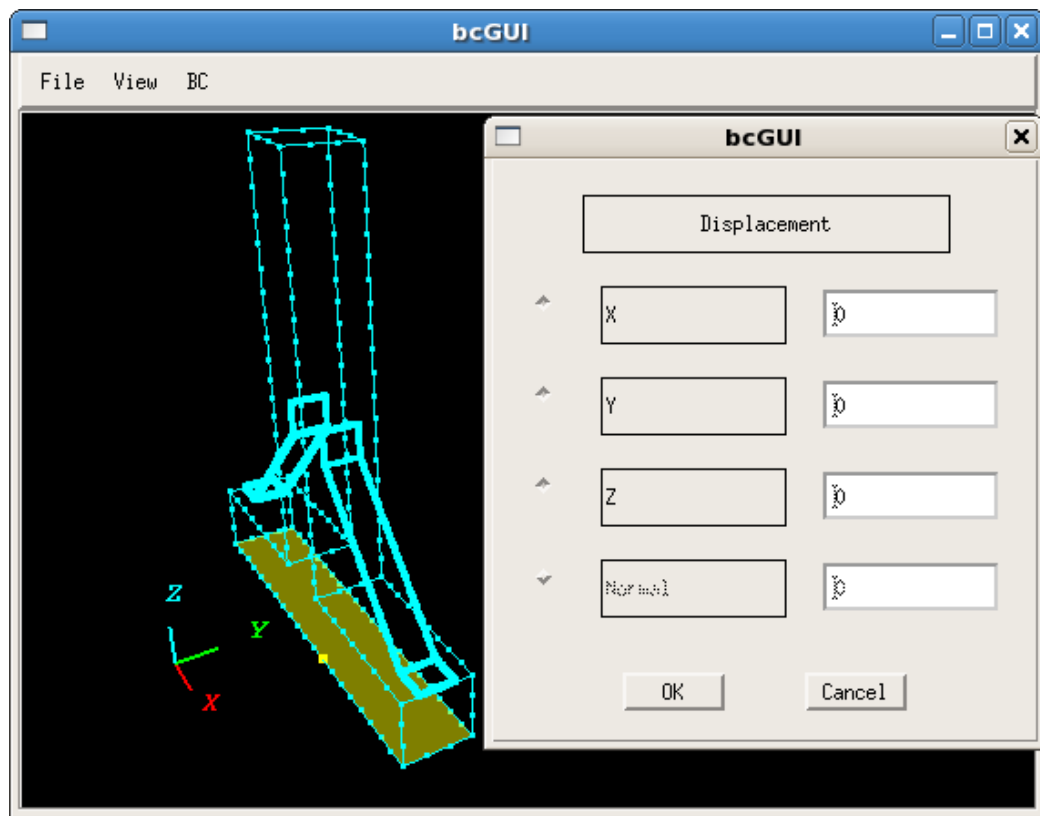 bcGUI
File View BC
bcGUI
Displacement
X 0
Y 0
Z 0
Normal 0
OK Cancel
Z
Y
X